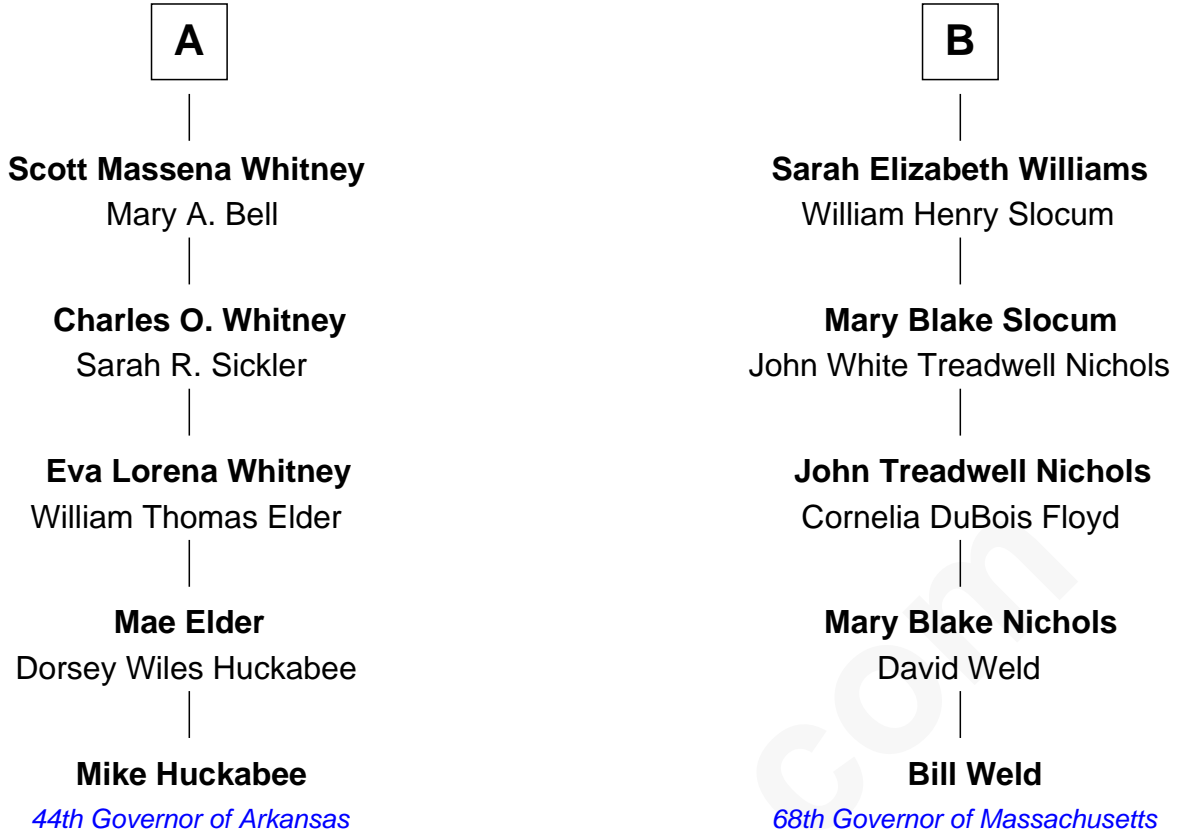 A
Scott Massena Whitney
Mary A. Bell
Charles O. Whitney
Sarah R. Sickler
Eva Lorena Whitney
William Thomas Elder
Mae Elder
Dorsey Wiles Huckabee
Mike Huckabee
44th Governor of Arkansas
B
Sarah Elizabeth Williams
William Henry Slocum
Mary Blake Slocum
John White Treadwell Nichols
John Treadwell Nichols
Cornelia DuBois Floyd
Mary Blake Nichols
David Weld
Bill Weld
68th Governor of Massachusetts
com